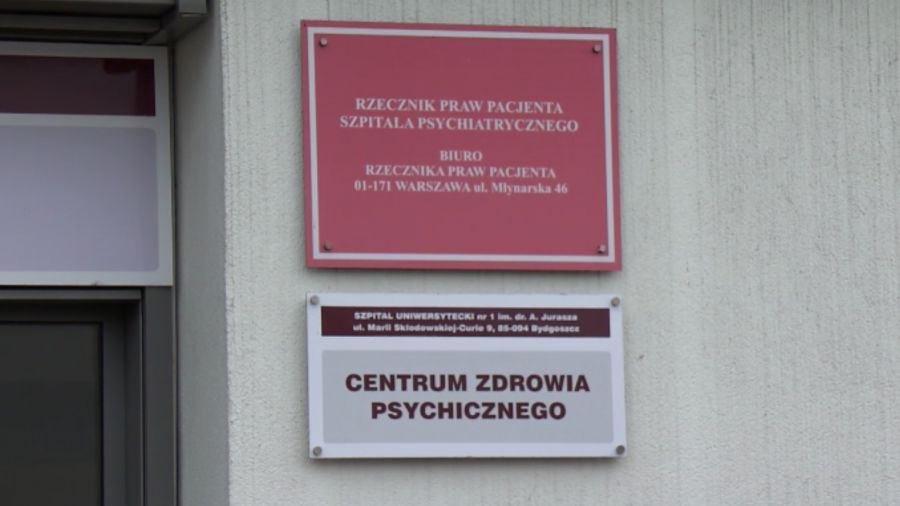 RZECZNIK PRAW PACJENTA
SZPITALA PSYCHIATRYCZNEGO
BIURO
RZECZNIKA PRAW PACJENTA
01-171 WARSZAWA ul. Młynarska 46
SZPITAL UNIWERSYTECKI nr 1 im. dr. A. Jurasza
ul. Marii Skłodowskiej-Curie 9, 85-094 Bydgoszcz
CENTRUM ZDROWIA
PSYCHICZNEGO